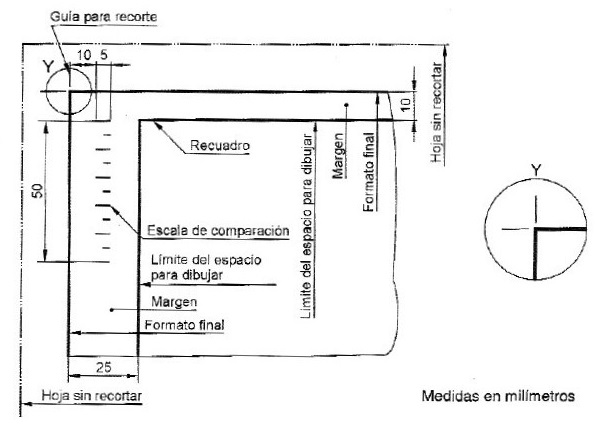 Guía para recorte
10 5
Y
10
Hoja sin recortar
Recuadro
Límite del espacio para dibujar
Margen
Formato final
50
Escala de comparación
Límite del espacio
para dibujar
Margen
Formato final
25
Hoja sin recortar
Y
Medidas en milímetros